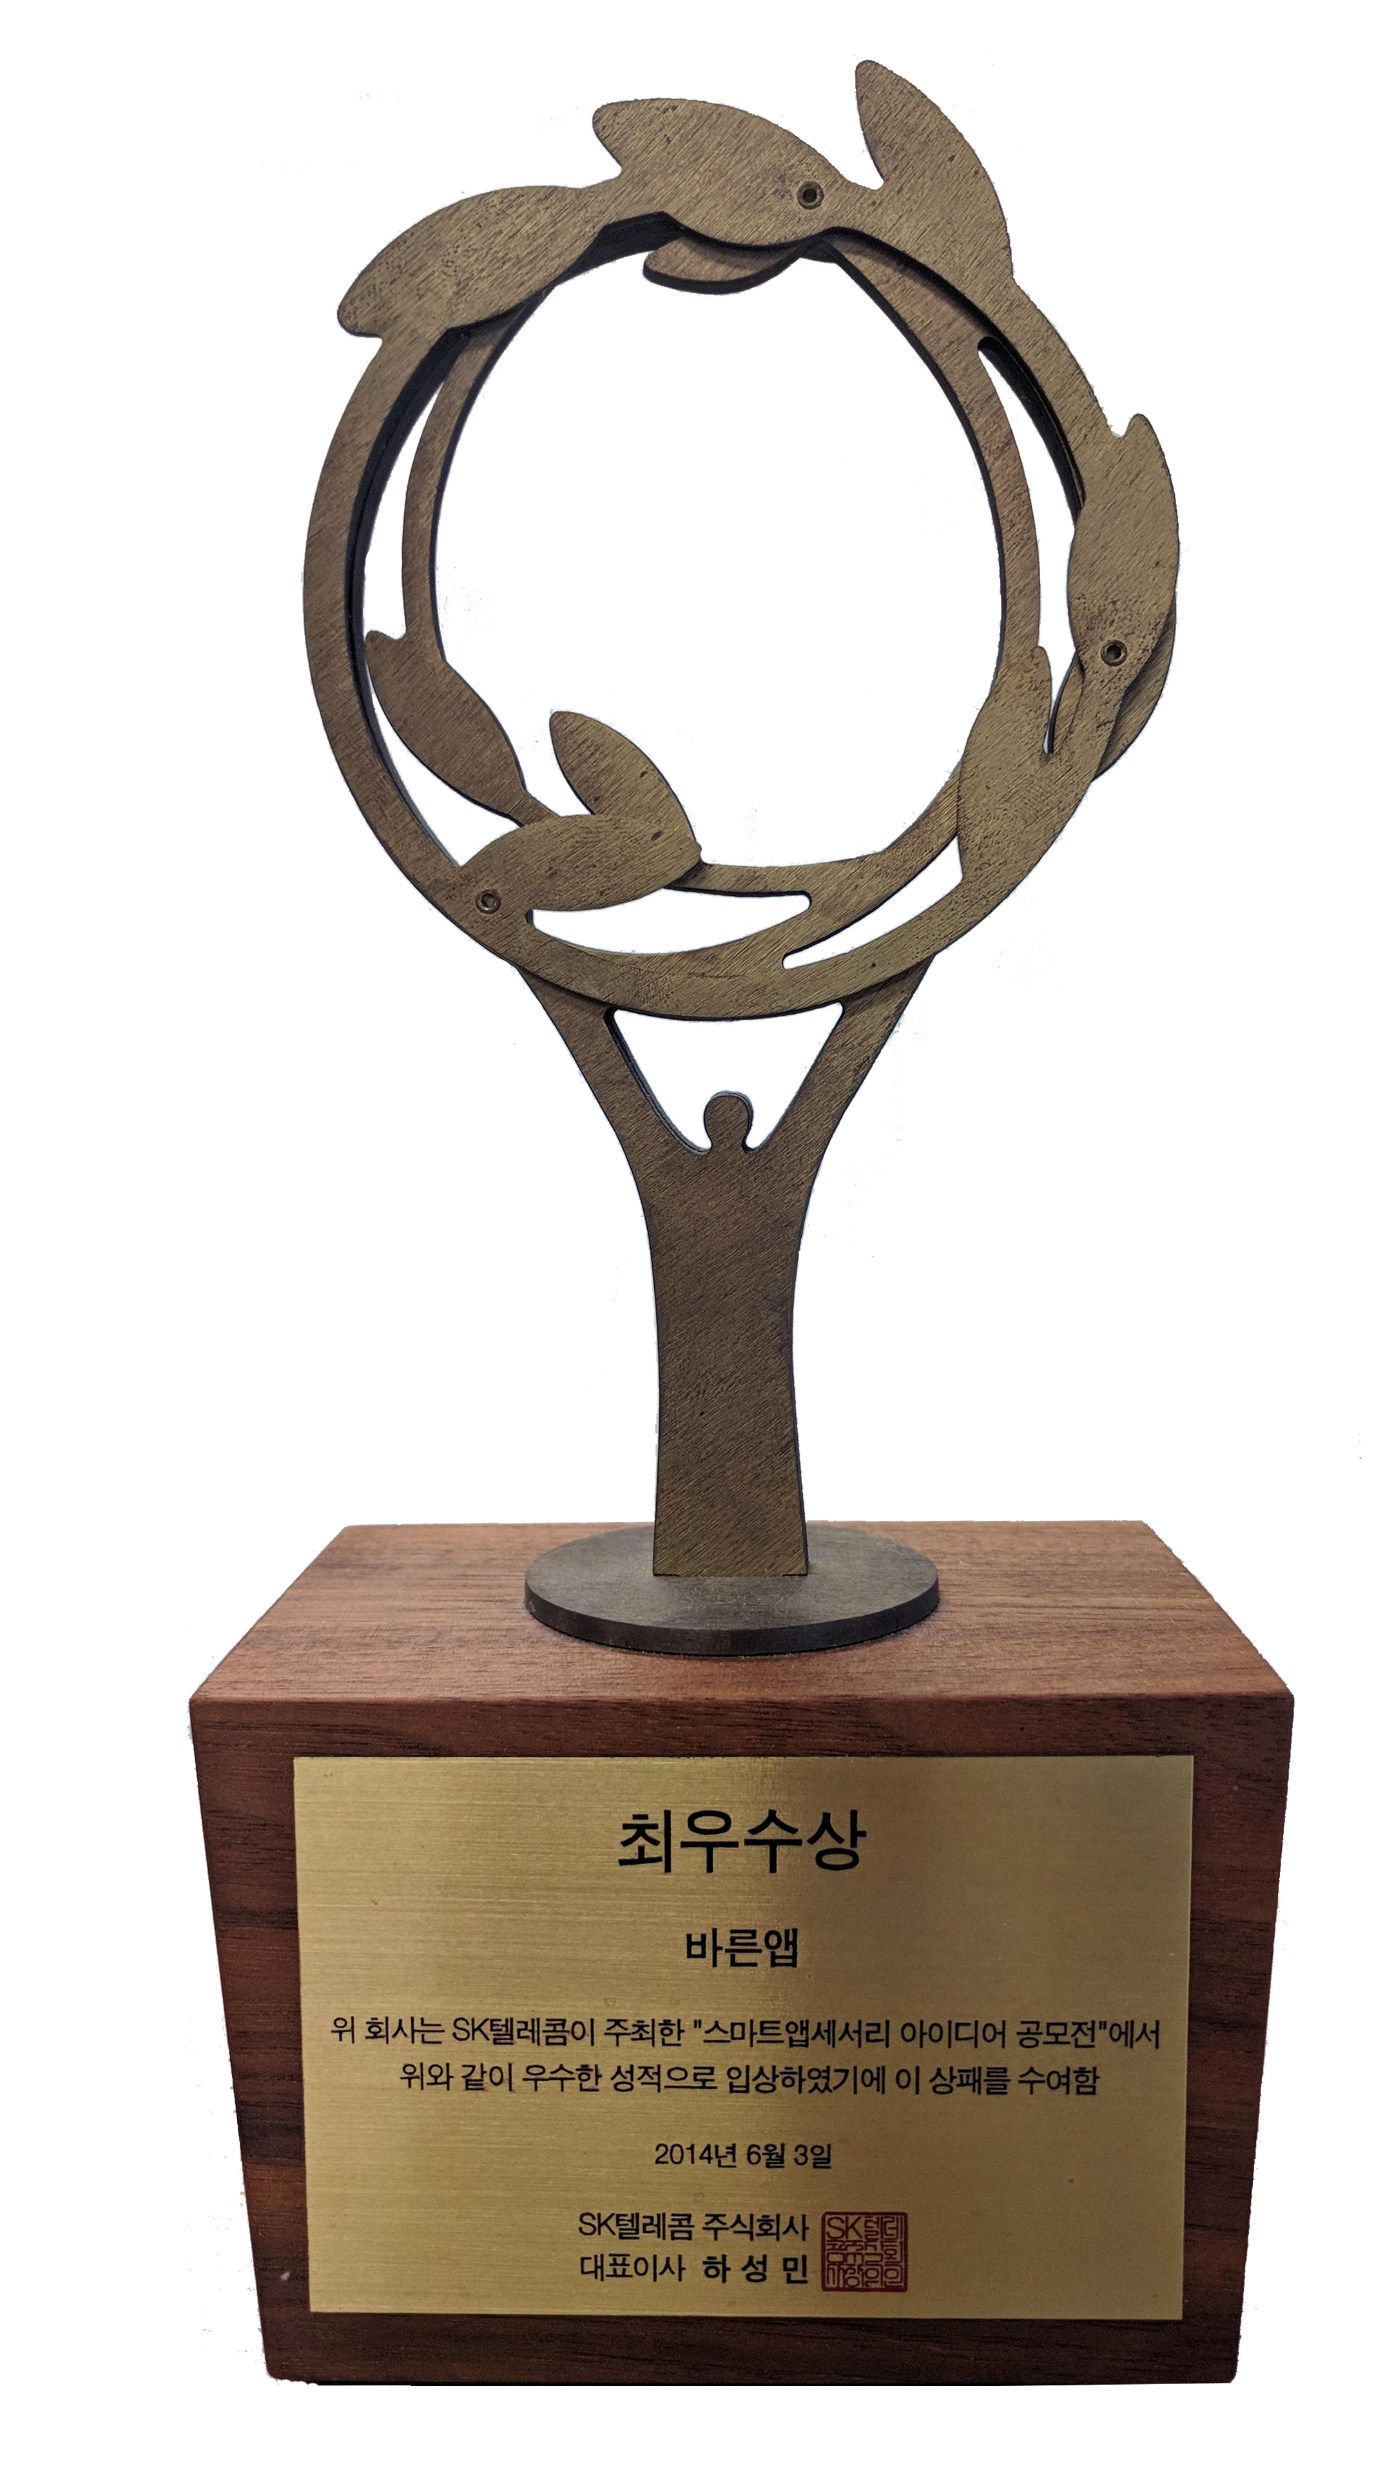 최우수상
바른앱
위 회사는 SK텔레콤이 주최한 "스마트앱세서리 아이디어 공모전"에서
위와 같이 우수한 성적으로 입상하였기에 이 상패를 수여함
2014년 6월 3일
SK텔레콤 주식회사
대표이사 하 성 민